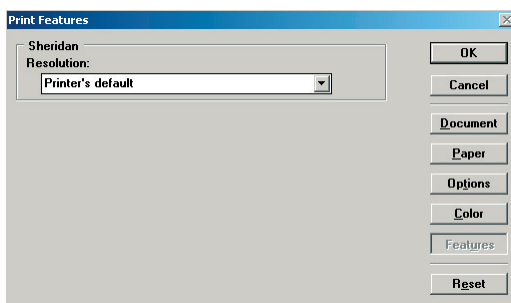 Print Features
Sheridan
Resolution:
Printer's default
OK
Cancel
Document
Paper
Options
Color
Features
Reset